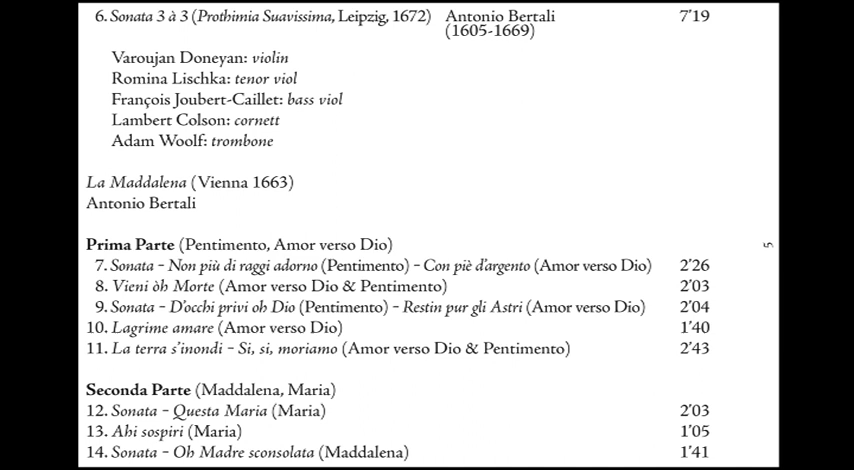 6. Sonata 3 à 3 (Prothimia Suavissima, Leipzig, 1672) Antonio Bertali 7’19
(1605-1669)
Varoujan Doneyan: violin
Romina Lischka: tenor viol
François Joubert-Caillet: bass viol
Lambert Colson: cornett
Adam Woolf: trombone
La Maddalena (Vienna 1663)
Antonio Bertali
Prima Parte (Pentimento, Amor verso Dio)
5
7. Sonata – Non più di raggi adorno (Pentimento) – Con piè d’argento (Amor verso Dio) 2’26
8. Vieni òh Morte (Amor verso Dio & Pentimento) 2’03
9. Sonata – D’occhi privi oh Dio (Pentimento) – Restin pur gli Astri (Amor verso Dio) 2’04
10. Lagrime amare (Amor verso Dio) 1’40
11. La terra s’inondi – Si, si, moriamo (Amor verso Dio & Pentimento) 2’43
Seconda Parte (Maddalena, Maria)
12. Sonata – Questa Maria (Maria) 2’03
13. Ahi sospiri (Maria) 1’05
14. Sonata – Oh Madre sconsolata (Maddalena) 1’41